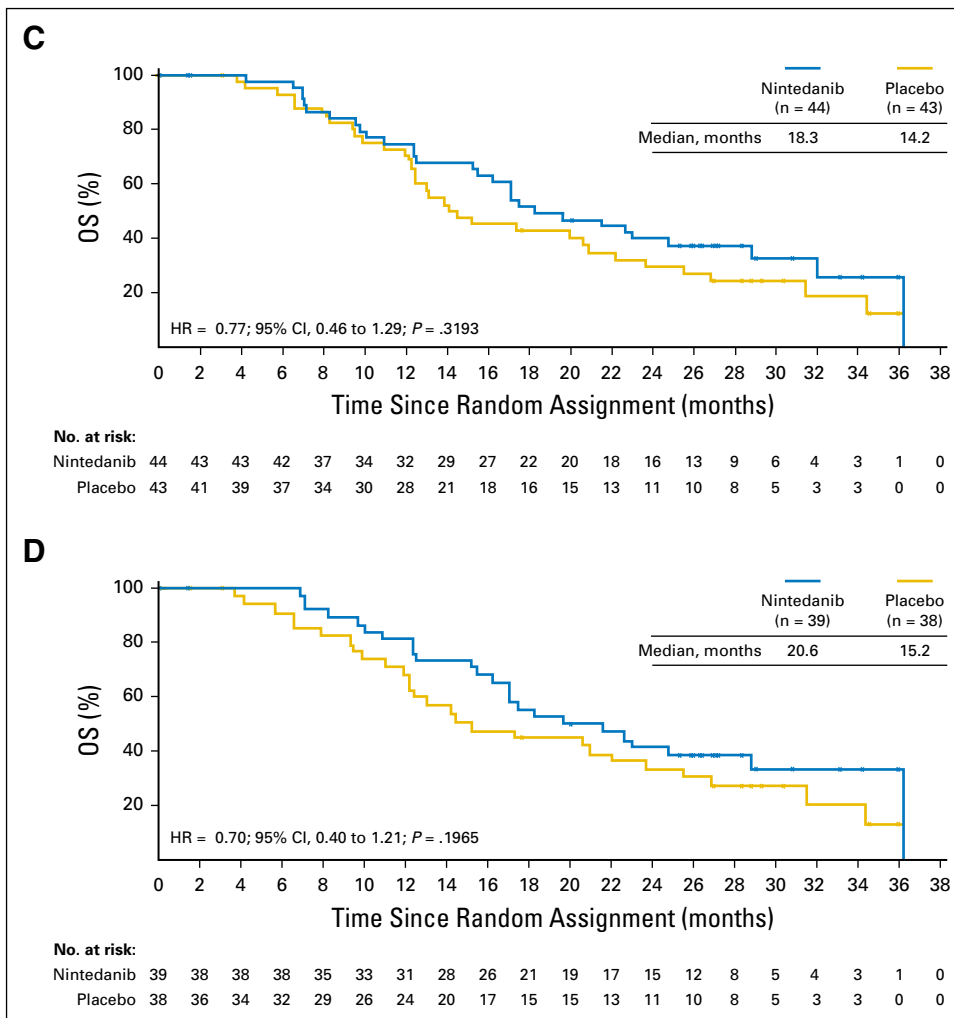 C
100
80
60
40
20
OS (%)
Nintedanib Placebo
(n = 44) (n = 43)
Median, months 18.3 14.2
HR = 0.77; 95% CI, 0.46 to 1.29; P = .3193
0 2 4 6 8 10 12 14 16 18 20 22 24 26 28 30 32 34 36 38
Time Since Random Assignment (months)
No. at risk:
Nintedanib 44 43 43 42 37 34 32 29 27 22 20 18 16 13 9 6 4 3 1 0
Placebo 43 41 39 37 34 30 28 21 18 16 15 13 11 10 8 5 3 3 0 0
D
100
80
60
40
20
OS (%)
Nintedanib Placebo
(n = 39) (n = 38)
Median, months 20.6 15.2
HR = 0.70; 95% CI, 0.40 to 1.21; P = .1965
0 2 4 6 8 10 12 14 16 18 20 22 24 26 28 30 32 34 36 38
Time Since Random Assignment (months)
No. at risk:
Nintedanib 39 38 38 38 35 33 31 28 26 21 19 17 15 12 8 5 4 3 1 0
Placebo 38 36 34 32 29 26 24 20 17 15 15 13 11 10 8 5 3 3 0 0